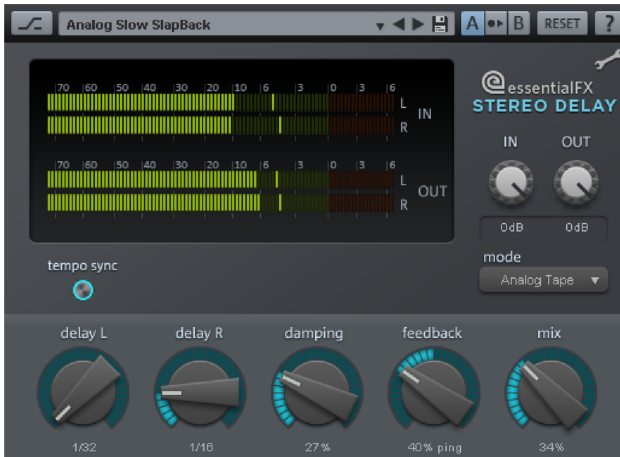 Analog Slow SlapBack
A B RESET ?
essentialFX
STEREO DELAY
70 60 50 40 30 20 10 6 3 0 3 6
L
IN
R
70 60 50 40 30 20 10 6 3 0 3 6
L
OUT
R
IN OUT
0dB 0dB
mode
Analog Tape
tempo sync
delay L delay R damping feedback mix
1/32 1/16 27% 40% ping 34%